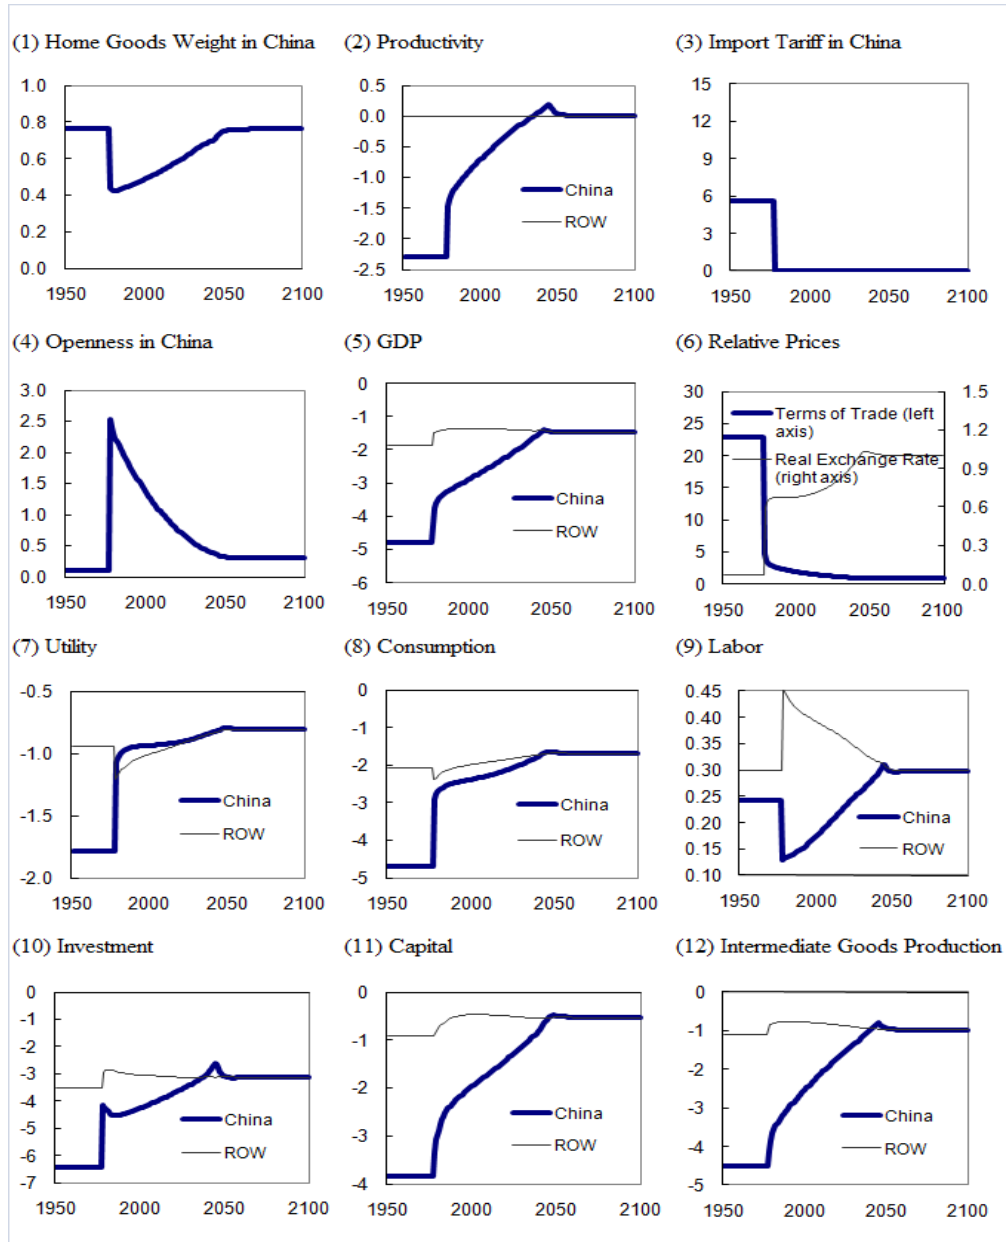 (1) Home Goods Weight in China
(2) Productivity
(3) Import Tariff in China
1.0
0.8
0.6
0.4
0.2
0.0
1950 2000 2050 2100
0.5
0.0
-0.5
-1.0
-1.5
-2.0
-2.5
China
ROW
1950 2000 2050 2100
15
12
9
6
3
0
1950 2000 2050 2100
(4) Openness in China
(5) GDP
(6) Relative Prices
3.0
2.5
2.0
1.5
1.0
0.5
0.0
1950 2000 2050 2100
0
-1
-2
-3
-4
-5
-6
China
ROW
1950 2000 2050 2100
30
25
20
15
10
5
0
Terms of Trade (left
axis)
Real Exchange Rate
(right axis)
1.5
1.2
0.9
0.6
0.3
0.0
1950 2000 2050 2100
(7) Utility
(8) Consumption
(9) Labor
-0.5
-1.0
-1.5
-2.0
China
ROW
1950 2000 2050 2100
0
-1
-2
-3
-4
-5
China
ROW
1950 2000 2050 2100
0.45
0.40
0.35
0.30
0.25
0.20
0.15
0.10
China
ROW
1950 2000 2050 2100
(10) Investment
(11) Capital
(12) Intermediate Goods Production
0
-1
-2
-3
-4
-5
-6
-7
China
ROW
1950 2000 2050 2100
0
-1
-2
-3
-4
China
ROW
1950 2000 2050 2100
0
-1
-2
-3
-4
-5
China
ROW
1950 2000 2050 2100